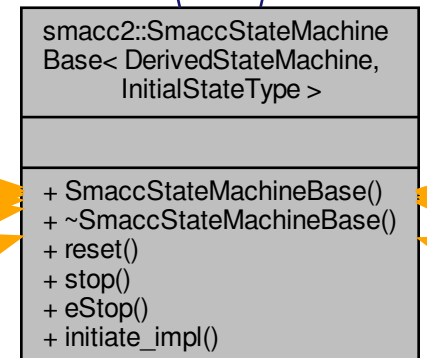 smacc2::SmaccStateMachine
Base< DerivedStateMachine,
InitialStateType >
+ SmaccStateMachineBase()
+ ~SmaccStateMachineBase()
+ reset()
+ stop()
+ eStop()
+ initiate_impl()